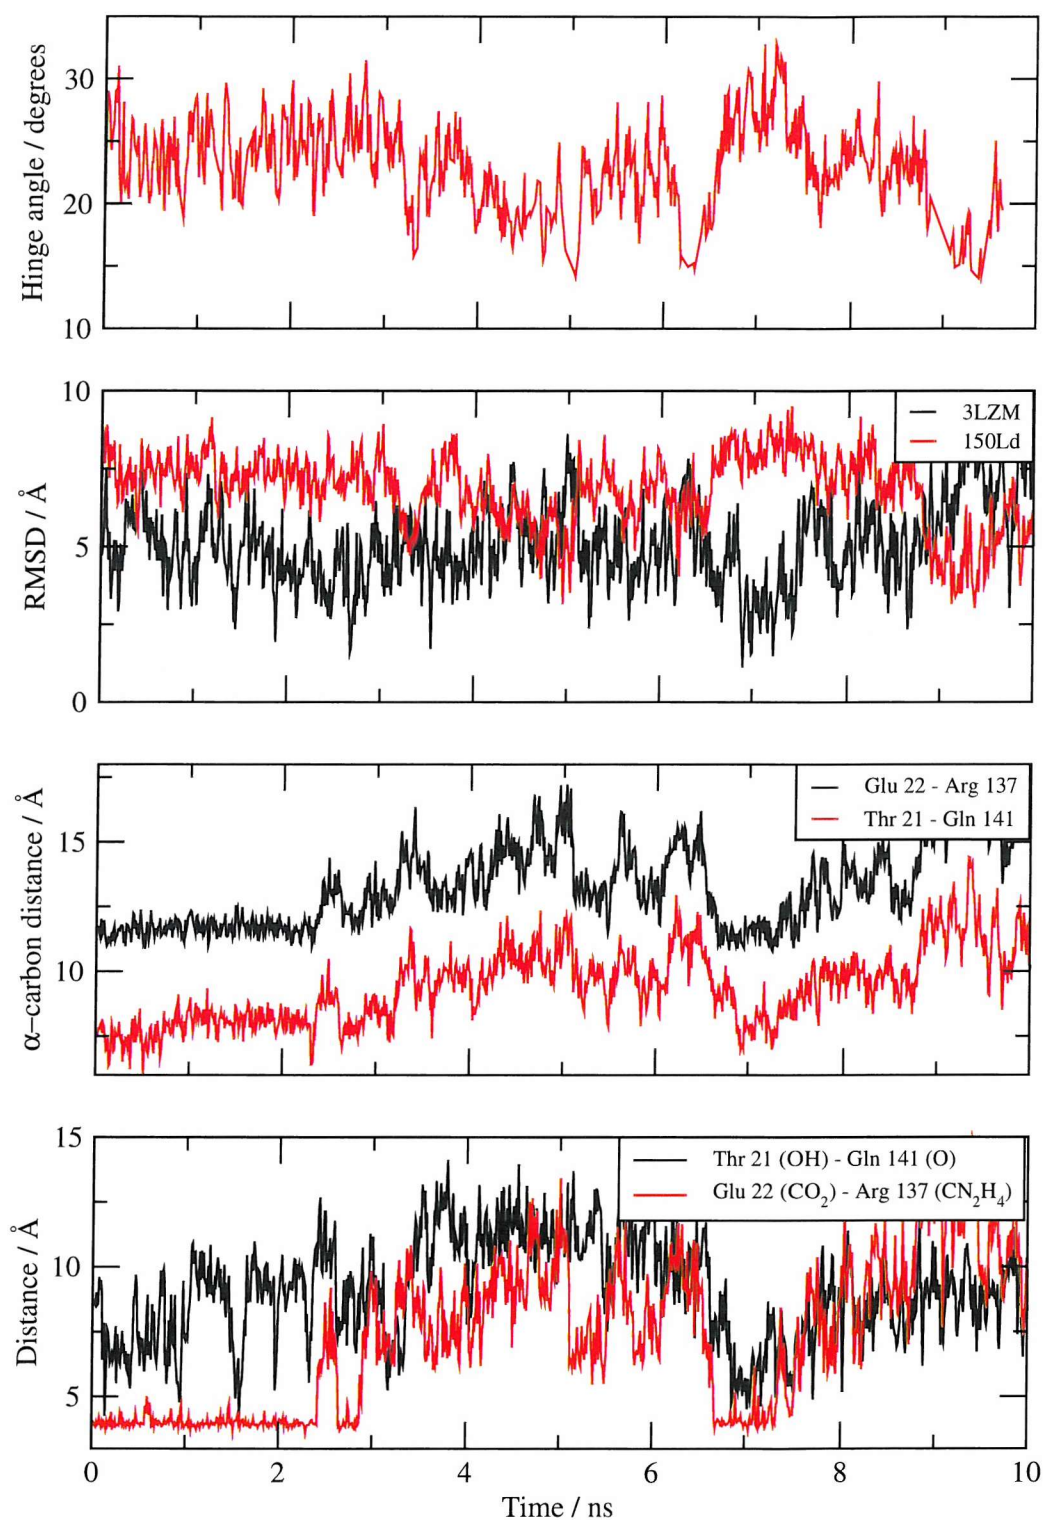 30
20
10
Hinge angle / degrees
10
5
0
RMSD / Å
3LZM
150Ld
15
10
α–carbon distance / Å
Glu 22 - Arg 137
Thr 21 - Gln 141
15
10
5
Distance / Å
Thr 21 (OH) - Gln 141 (O)
Glu 22 (CO₂) - Arg 137 (CN₂H₄)
0 2 4 6 8 10
Time / ns